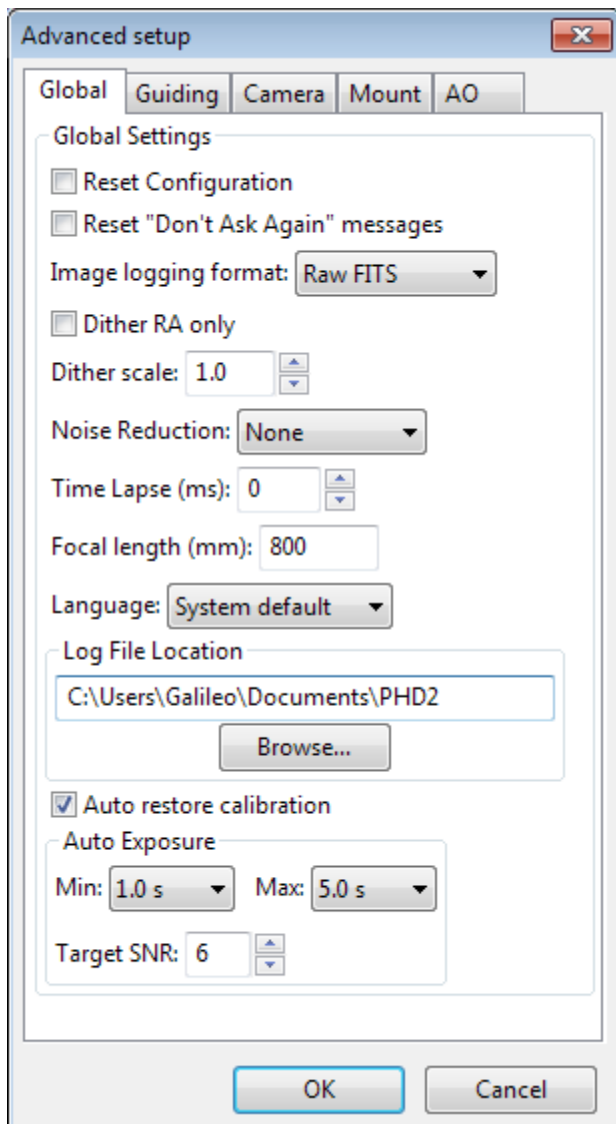 Advanced setup
Global Guiding Camera Mount AO
Global Settings
Reset Configuration
Reset "Don't Ask Again" messages
Image logging format: Raw FITS
Dither RA only
Dither scale: 1.0
Noise Reduction: None
Time Lapse (ms): 0
Focal length (mm): 800
Language: System default
Log File Location
C:\Users\Galileo\Documents\PHD2
Browse...
Auto restore calibration
Auto Exposure
Min: 1.0 s Max: 5.0 s
Target SNR: 6
OK Cancel